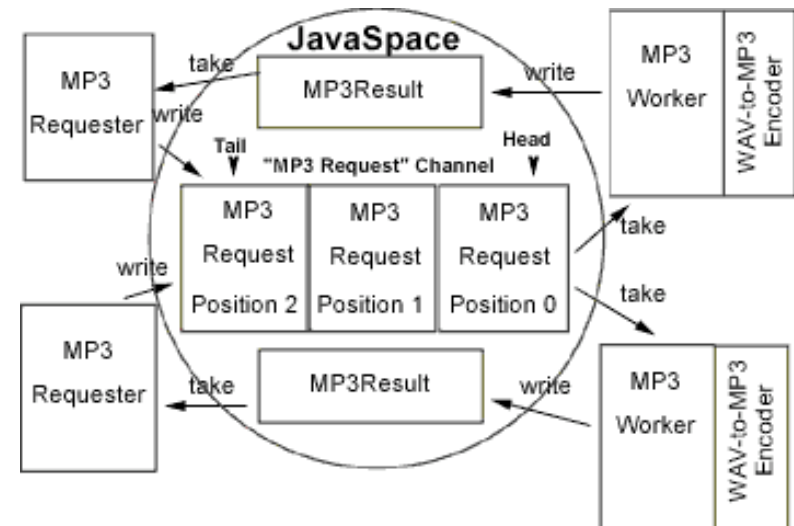 JavaSpace
MP3
Requester
take
write
MP3Result
write
MP3
Worker
WAV-to-MP3
Encoder
Tail
Head
"MP3 Request" Channel
MP3
Request
Position 2
MP3
Request
Position 1
MP3
Request
Position 0
take
take
write
MP3
Requester
take
MP3Result
write
MP3
Worker
WAV-to-MP3
Encoder